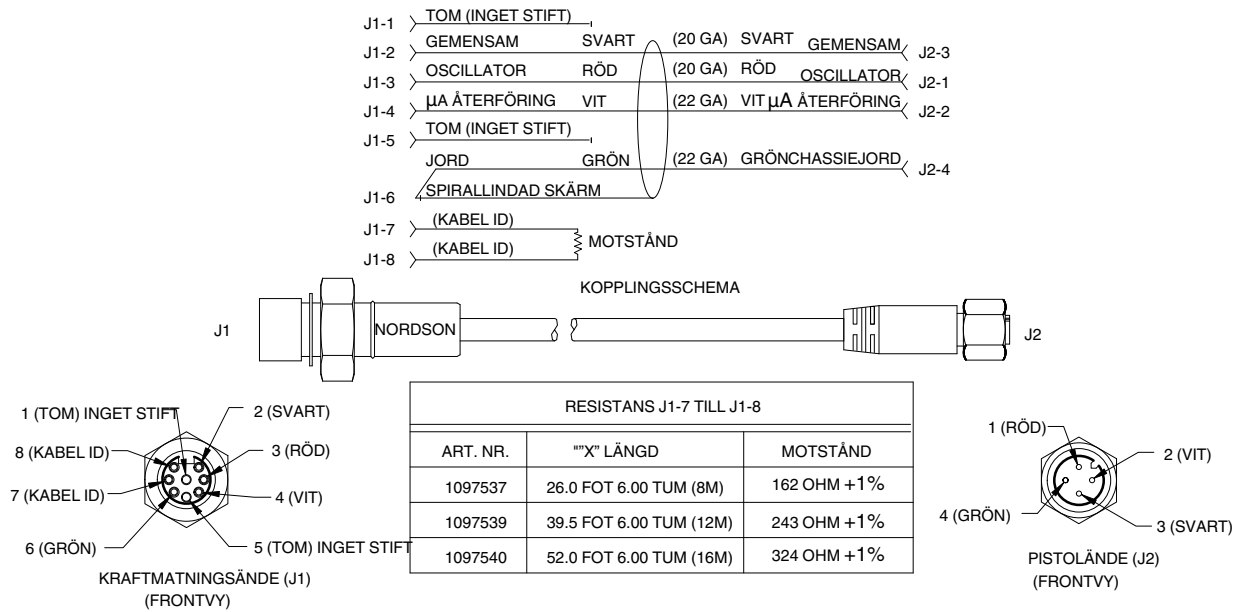 J1-1 TOM (INGET STIFT)
J1-2 GEMENSAM SVART (20 GA) SVART GEMENSAM J2-3
J1-3 OSCILLATOR RÖD (20 GA) RÖD OSCILLATOR J2-1
J1-4 µA ÅTERFÖRING VIT (22 GA) VIT µA ÅTERFÖRING J2-2
J1-5 TOM (INGET STIFT)
JORD GRÖN (22 GA) GRÖNCHASSIEJORD J2-4
J1-6 SPIRALLINDAD SKÄRM
J1-7 (KABEL ID)
MOTSTÅND
J1-8 (KABEL ID)
KOPPLINGSSCHEMA
J1 NORDSON J2
1 (TOM) INGET STIFT 2 (SVART)
8 (KABEL ID) 3 (RÖD)
7 (KABEL ID) 4 (VIT)
6 (GRÖN) 5 (TOM) INGET STIFT
KRAFTMATNINGSÄNDE (J1)
(FRONTVY)
RESISTANS J1-7 TILL J1-8
ART. NR. ""X" LÄNGD MOTSTÅND
1097537 26.0 FOT 6.00 TUM (8M) 162 OHM +1%
1097539 39.5 FOT 6.00 TUM (12M) 243 OHM +1%
1097540 52.0 FOT 6.00 TUM (16M) 324 OHM +1%
1 (RÖD)
2 (VIT)
4 (GRÖN)
3 (SVART)
PISTOLÄNDE (J2)
(FRONTVY)